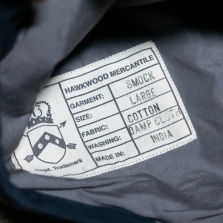 HAWKWOOD MERCANTILE
GARMENT: SMOCK
SIZE: LARGE
FABRIC: COTTON
WASHING: DAMP CLOTH
MADE IN: INDIA
Trademark